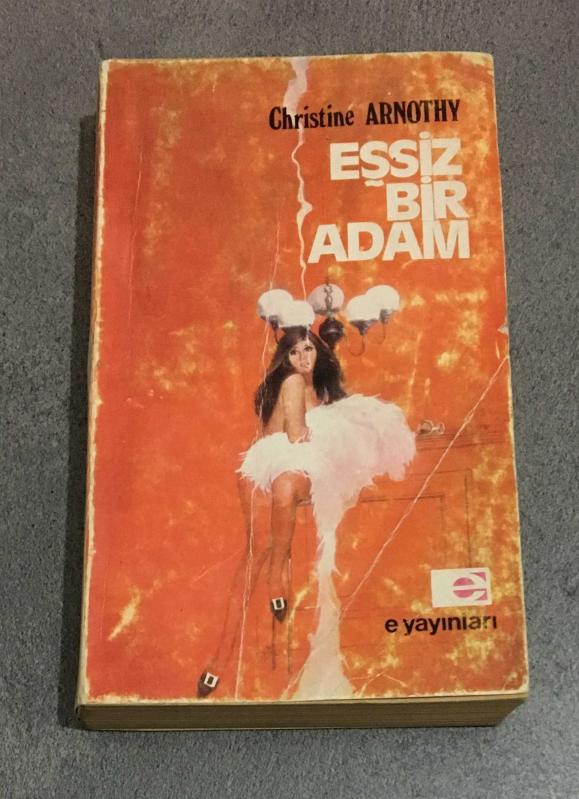 Christine ARNOTHY
EŞSİZ
BİR
ADAM
e
e yayınları